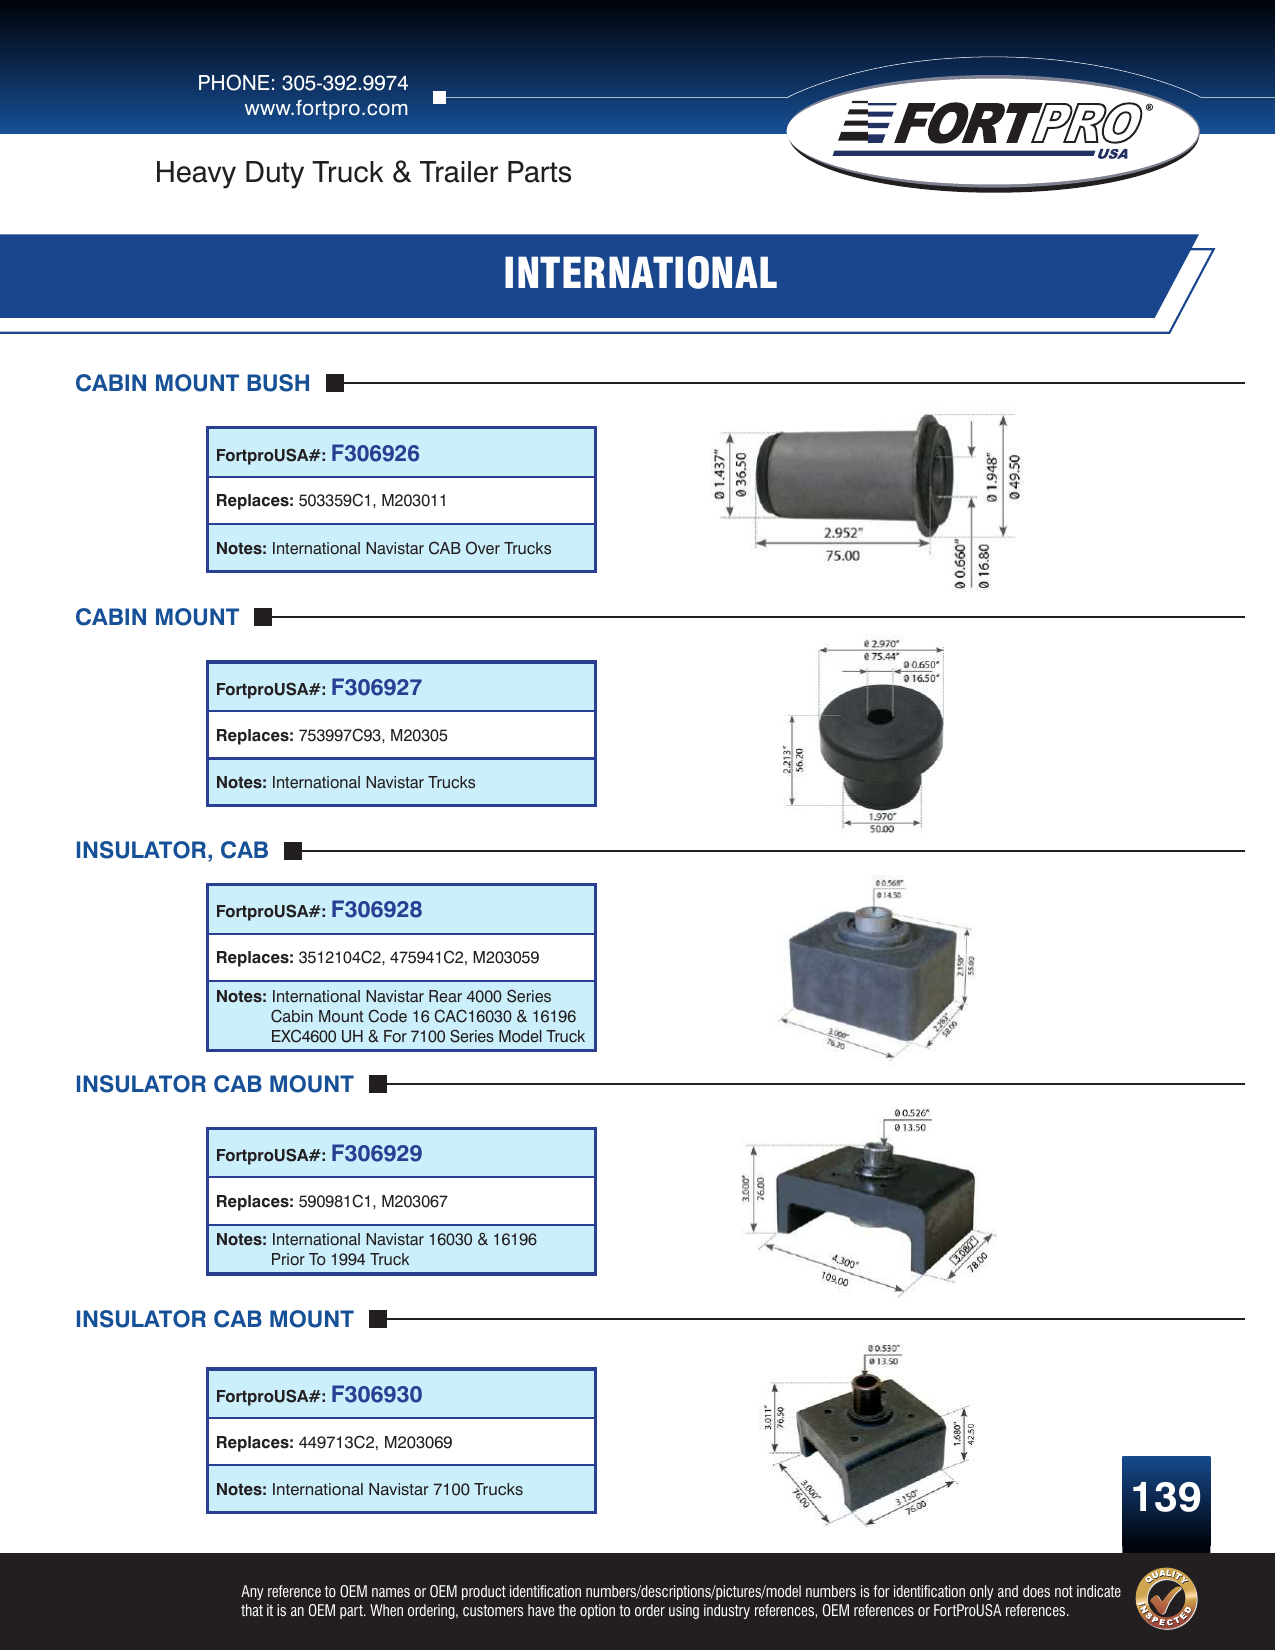 PHONE: 305-392.9974
www.fortpro.com
FORTPRO®
USA
Heavy Duty Truck & Trailer Parts
INTERNATIONAL
CABIN MOUNT BUSH
FortproUSA#: F306926
Replaces: 503359C1, M203011
Notes: International Navistar CAB Over Trucks
Ø 1.437"
Ø 36.50
2.952"
75.00
Ø 1.948"
Ø 49.50
Ø 0.660"
Ø 16.80
CABIN MOUNT
FortproUSA#: F306927
Replaces: 753997C93, M20305
Notes: International Navistar Trucks
Ø 2.970"
Ø 75.44"
Ø 0.650"
Ø 16.50"
2.213"
56.20
1.970"
50.00
INSULATOR, CAB
FortproUSA#: F306928
Replaces: 3512104C2, 475941C2, M203059
Notes: International Navistar Rear 4000 Series
Cabin Mount Code 16 CAC16030 & 16196
EXC4600 UH & For 7100 Series Model Truck
Ø 0.568"
Ø 14.50
2.150"
55.00
3.000"
76.20
2.283"
58.00
INSULATOR CAB MOUNT
FortproUSA#: F306929
Replaces: 590981C1, M203067
Notes: International Navistar 16030 & 16196
Prior To 1994 Truck
Ø 0.526"
Ø 13.50
3.000"
76.00
4.300"
109.00
3.080"
78.00
INSULATOR CAB MOUNT
FortproUSA#: F306930
Replaces: 449713C2, M203069
Notes: International Navistar 7100 Trucks
Ø 0.530"
Ø 13.50
3.011"
76.50
1.680"
42.50
3.000"
76.00
3.150"
76.00
139
Any reference to OEM names or OEM product identification numbers/descriptions/pictures/model numbers is for identification only and does not indicate
that it is an OEM part. When ordering, customers have the option to order using industry references, OEM references or FortProUSA references.
QUALITY
INSPECTED